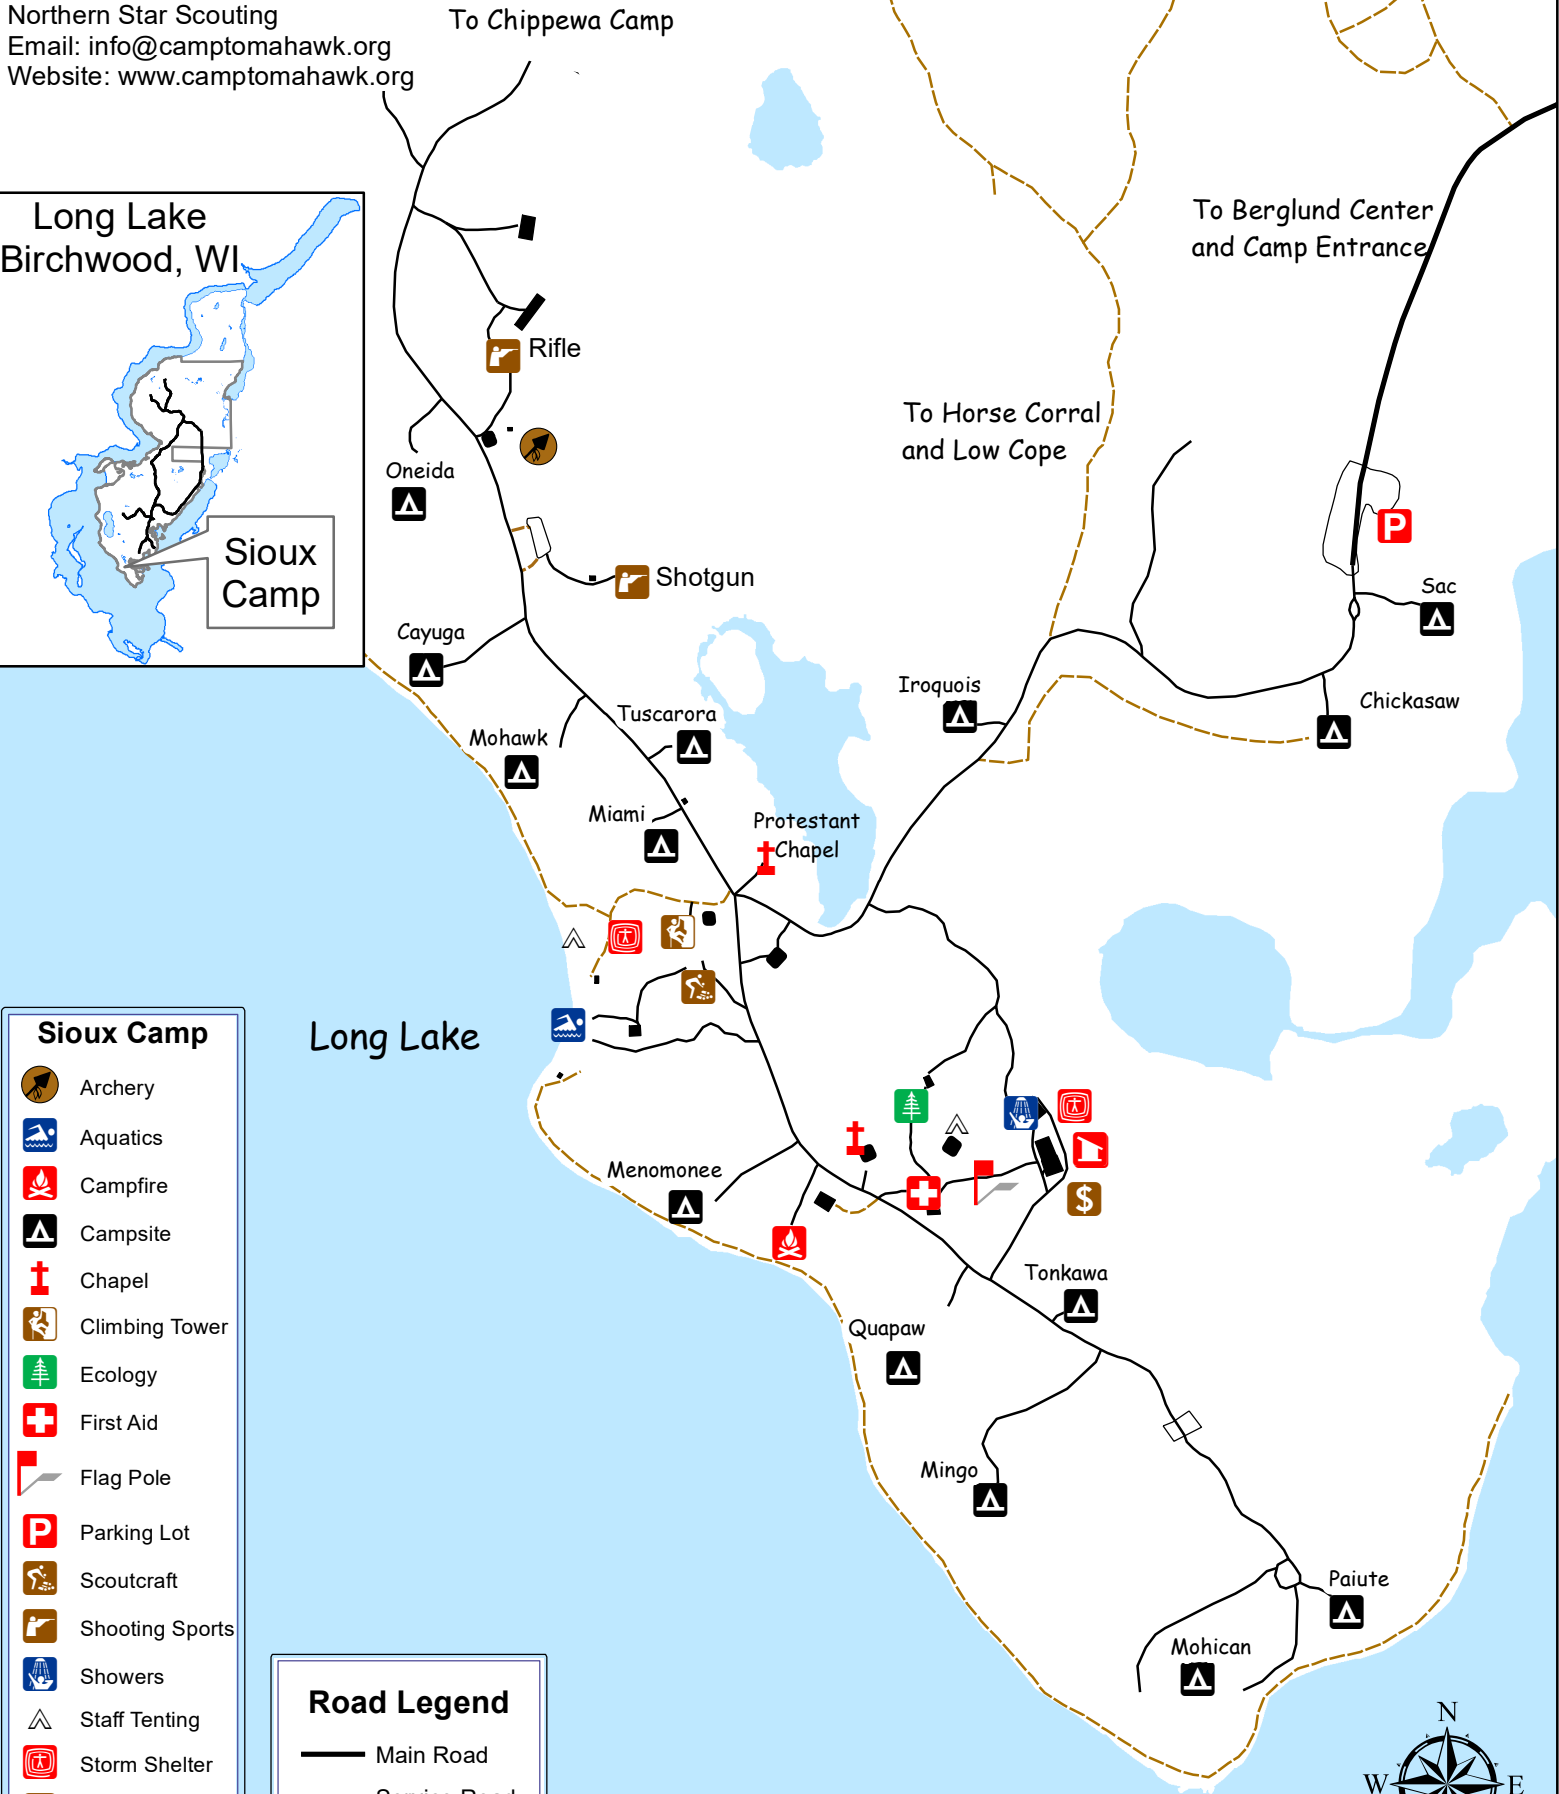 Northern Star Scouting
Email: info@camptomahawk.org
Website: www.camptomahawk.org
To Chippewa Camp
Long Lake
Birchwood, WI
Sioux
Camp
To Berglund Center
and Camp Entrance
Rifle
To Horse Corral
and Low Cope
Oneida
P
Shotgun
Sac
Cayuga
Iroquois
Chickasaw
Tuscarora
Mohawk
Miami
Protestant
Chapel
Long Lake
Menomonee
$
Tonkawa
Quapaw
Mingo
Paiute
Mohican
Sioux Camp
Archery
Aquatics
Campfire
Campsite
Chapel
Climbing Tower
Ecology
First Aid
Flag Pole
P Parking Lot
Scoutcraft
Shooting Sports
Showers
Staff Tenting
Storm Shelter
Road Legend
Main Road
Service Road
N
W E